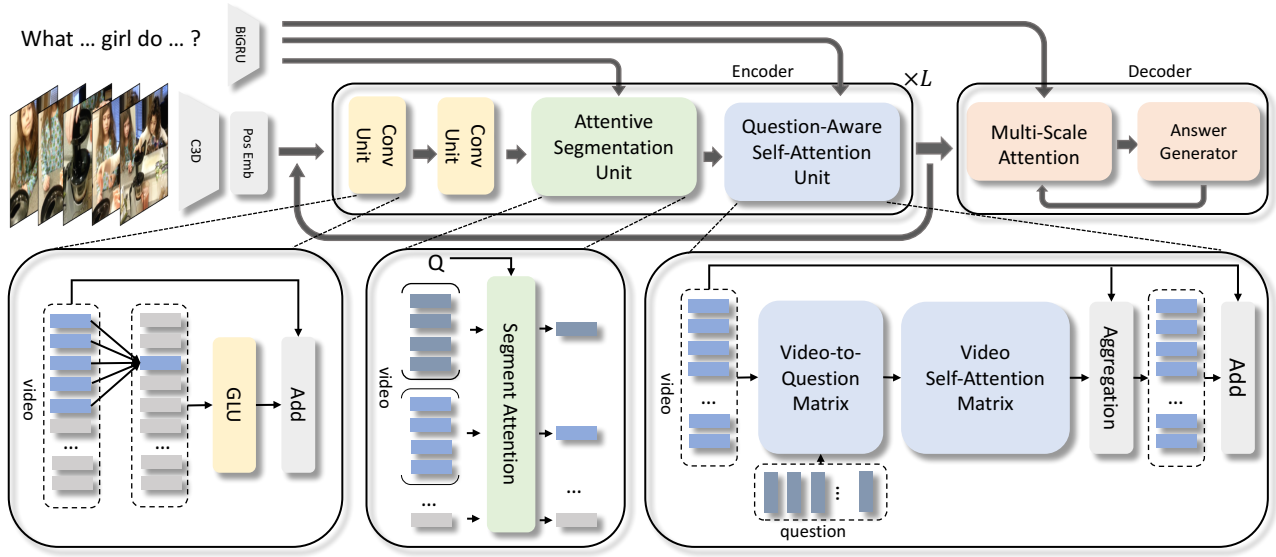 What ... girl do ... ?
BiGRU
C3D
Pos Emb
Encoder
×L
Decoder
Conv
Unit
Conv
Unit
Attentive
Segmentation
Unit
Question-Aware
Self-Attention
Unit
Multi-Scale
Attention
Answer
Generator
video
...
...
GLU
Add
Q
video
...
Segment Attention
...
video
...
Video-to-
Question
Matrix
...
question
Video
Self-Attention
Matrix
Aggregation
...
Add